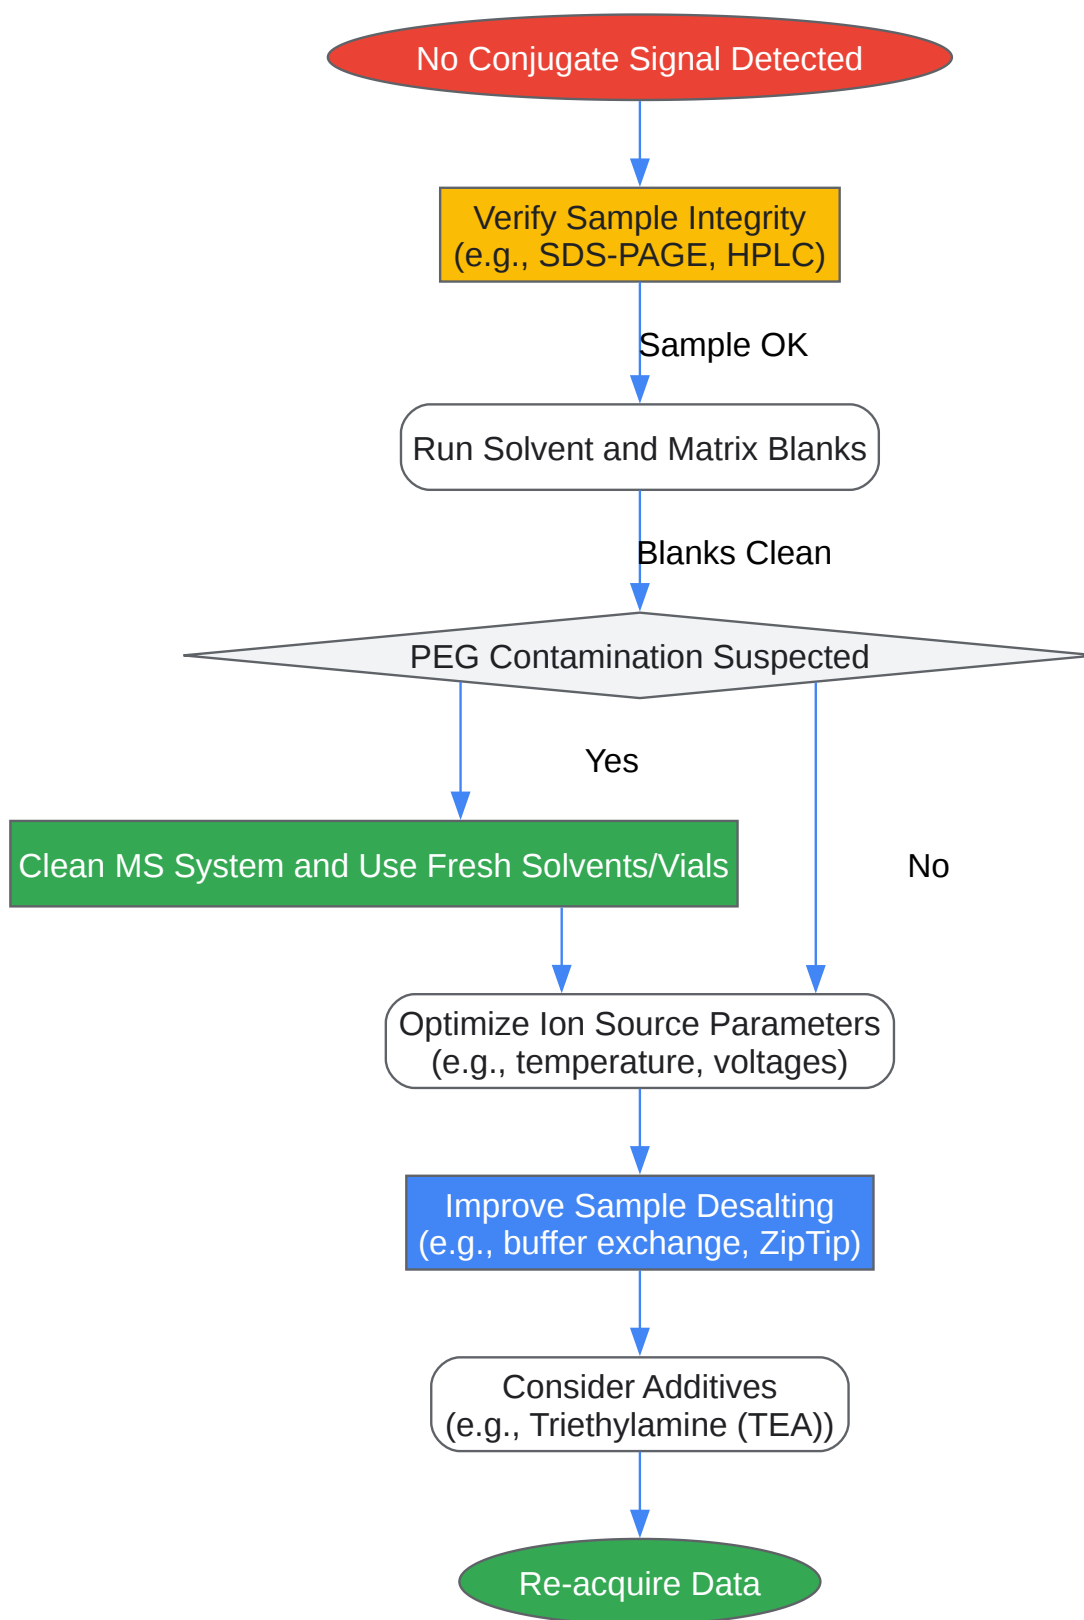 No Conjugate Signal Detected
Verify Sample Integrity
(e.g., SDS-PAGE, HPLC)
Sample OK
Run Solvent and Matrix Blanks
Blanks Clean
PEG Contamination Suspected
Yes
Clean MS System and Use Fresh Solvents/Vials
No
Optimize Ion Source Parameters
(e.g., temperature, voltages)
Improve Sample Desalting
(e.g., buffer exchange, ZipTip)
Consider Additives
(e.g., Triethylamine (TEA))
Re-acquire Data